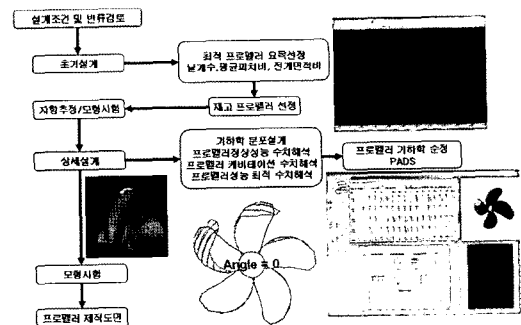 설계조건 및 반류검토
초기설계
최적 프로펠러 요목선정
날개수,평균피치비, 전개면적비
저항추정/모형시험
재고 프로펠러 선정
상세설계
기하학 분포설계
프로펠러정상성능 수치해석
프로펠러 캐비테이션 수치해석
프로펠러성능 최적 수치해석
프로펠러 기하학 순정
PADS
Angle = 0
모형시험
프로펠러 제작도면